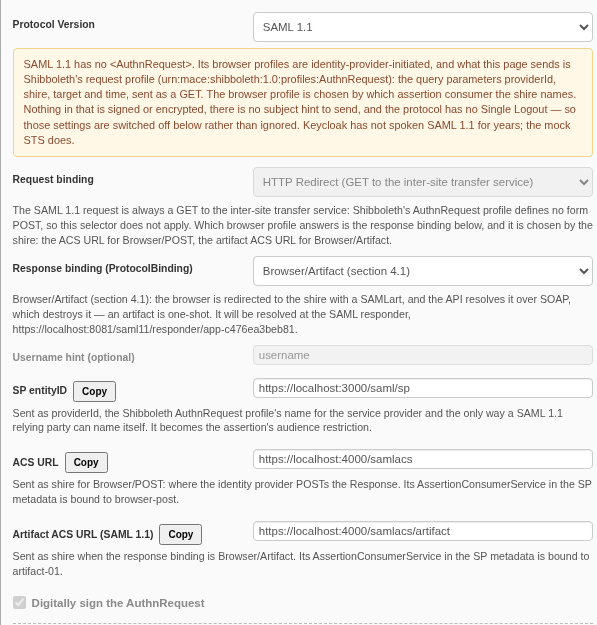 Protocol Version
SAML 1.1
SAML 1.1 has no <AuthnRequest>. Its browser profiles are identity-provider-initiated, and what this page sends is
Shibboleth's request profile (urn:mace:shibboleth:1.0:profiles:AuthnRequest): the query parameters providerId,
shire, target and time, sent as a GET. The browser profile is chosen by which assertion consumer the shire names.
Nothing in that is signed or encrypted, there is no subject hint to send, and the protocol has no Single Logout — so
those settings are switched off below rather than ignored. Keycloak has not spoken SAML 1.1 for years; the mock
STS does.
Request binding
HTTP Redirect (GET to the inter-site transfer service)
The SAML 1.1 request is always a GET to the inter-site transfer service: Shibboleth's AuthnRequest profile defines no form
POST, so this selector does not apply. Which browser profile answers is the response binding below, and it is chosen by the
shire: the ACS URL for Browser/POST, the artifact ACS URL for Browser/Artifact.
Response binding (ProtocolBinding)
Browser/Artifact (section 4.1)
Browser/Artifact (section 4.1): the browser is redirected to the shire with a SAMLart, and the API resolves it over SOAP,
which destroys it — an artifact is one-shot. It will be resolved at the SAML responder,
https://localhost:8081/saml11/responder/app-c476ea3beb81.
Username hint (optional)
username
SP entityID
Copy
https://localhost:3000/saml/sp
Sent as providerId, the Shibboleth AuthnRequest profile's name for the service provider and the only way a SAML 1.1
relying party can name itself. It becomes the assertion's audience restriction.
ACS URL
Copy
https://localhost:4000/samlacs
Sent as shire for Browser/POST: where the identity provider POSTs the Response. Its AssertionConsumerService in the SP
metadata is bound to browser-post.
Artifact ACS URL (SAML 1.1)
Copy
https://localhost:4000/samlacs/artifact
Sent as shire when the response binding is Browser/Artifact. Its AssertionConsumerService in the SP metadata is bound to
artifact-01.
Digitally sign the AuthnRequest